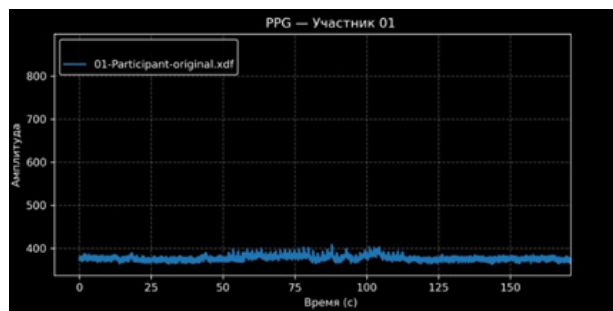 PPG — Участник 01
01-Participant-original.xdf
Амплитуда
800
700
600
500
400
0 25 50 75 100 125 150
Время (с)